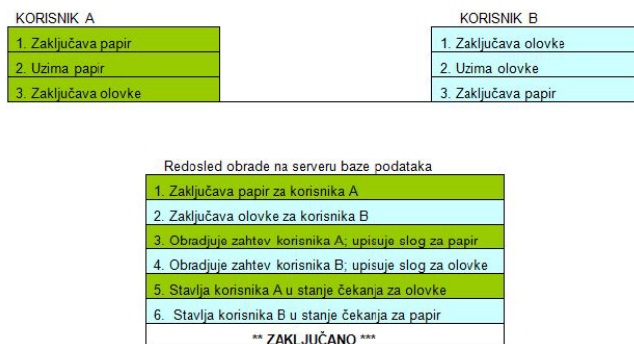 KORISNIK A
1. Zaključava papir
2. Uzima papir
3. Zaključava olovke
KORISNIK B
1. Zaključava olovke
2. Uzima olovke
3. Zaključava papir
Redosled obrade na serveru baze podataka
1. Zaključava papir za korisnika A
2. Zaključava olovke za korisnika B
3. Obradjuje zahtev korisnika A; upisuje slog za papir
4. Obradjuje zahtev korisnika B; upisuje slog za olovke
5. Stavlja korisnika A u stanje čekanja za olovke
6. Stavlja korisnika B u stanje čekanja za papir
** ZAKLJUČANO ***